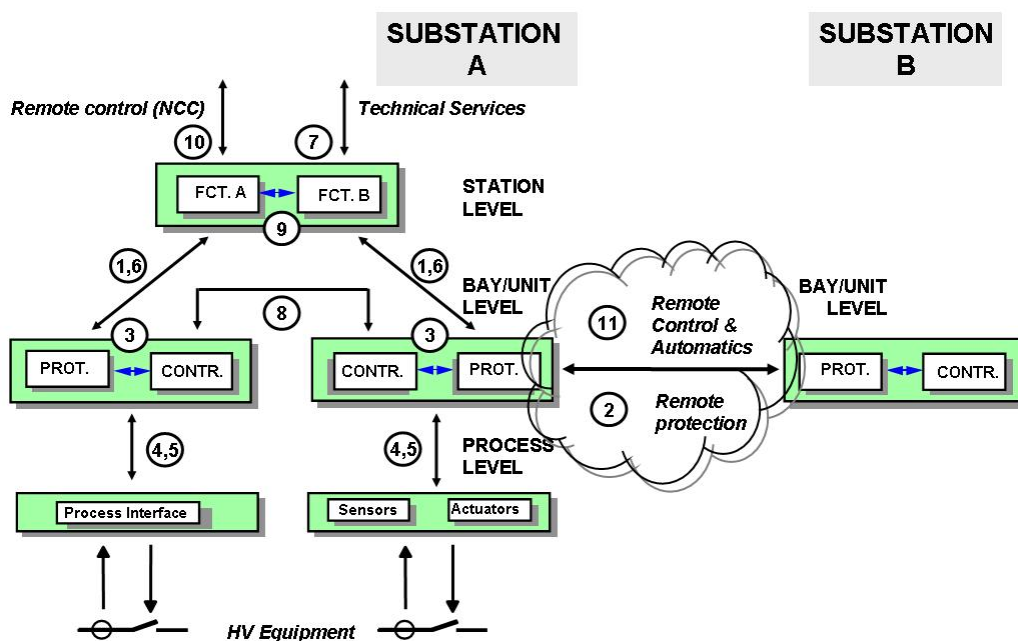 SUBSTATION
A
SUBSTATION
B
Remote control (NCC)
Technical Services
10
7
FCT. A
FCT. B
STATION
LEVEL
9
1,6
1,6
BAY/UNIT
LEVEL
BAY/UNIT
LEVEL
8
11
Remote
Control &
Automatics
3
3
PROT.
CONTR.
CONTR.
PROT.
PROT.
CONTR.
2
Remote
protection
4,5
4,5
PROCESS
LEVEL
Process Interface
Sensors
Actuators
HV Equipment